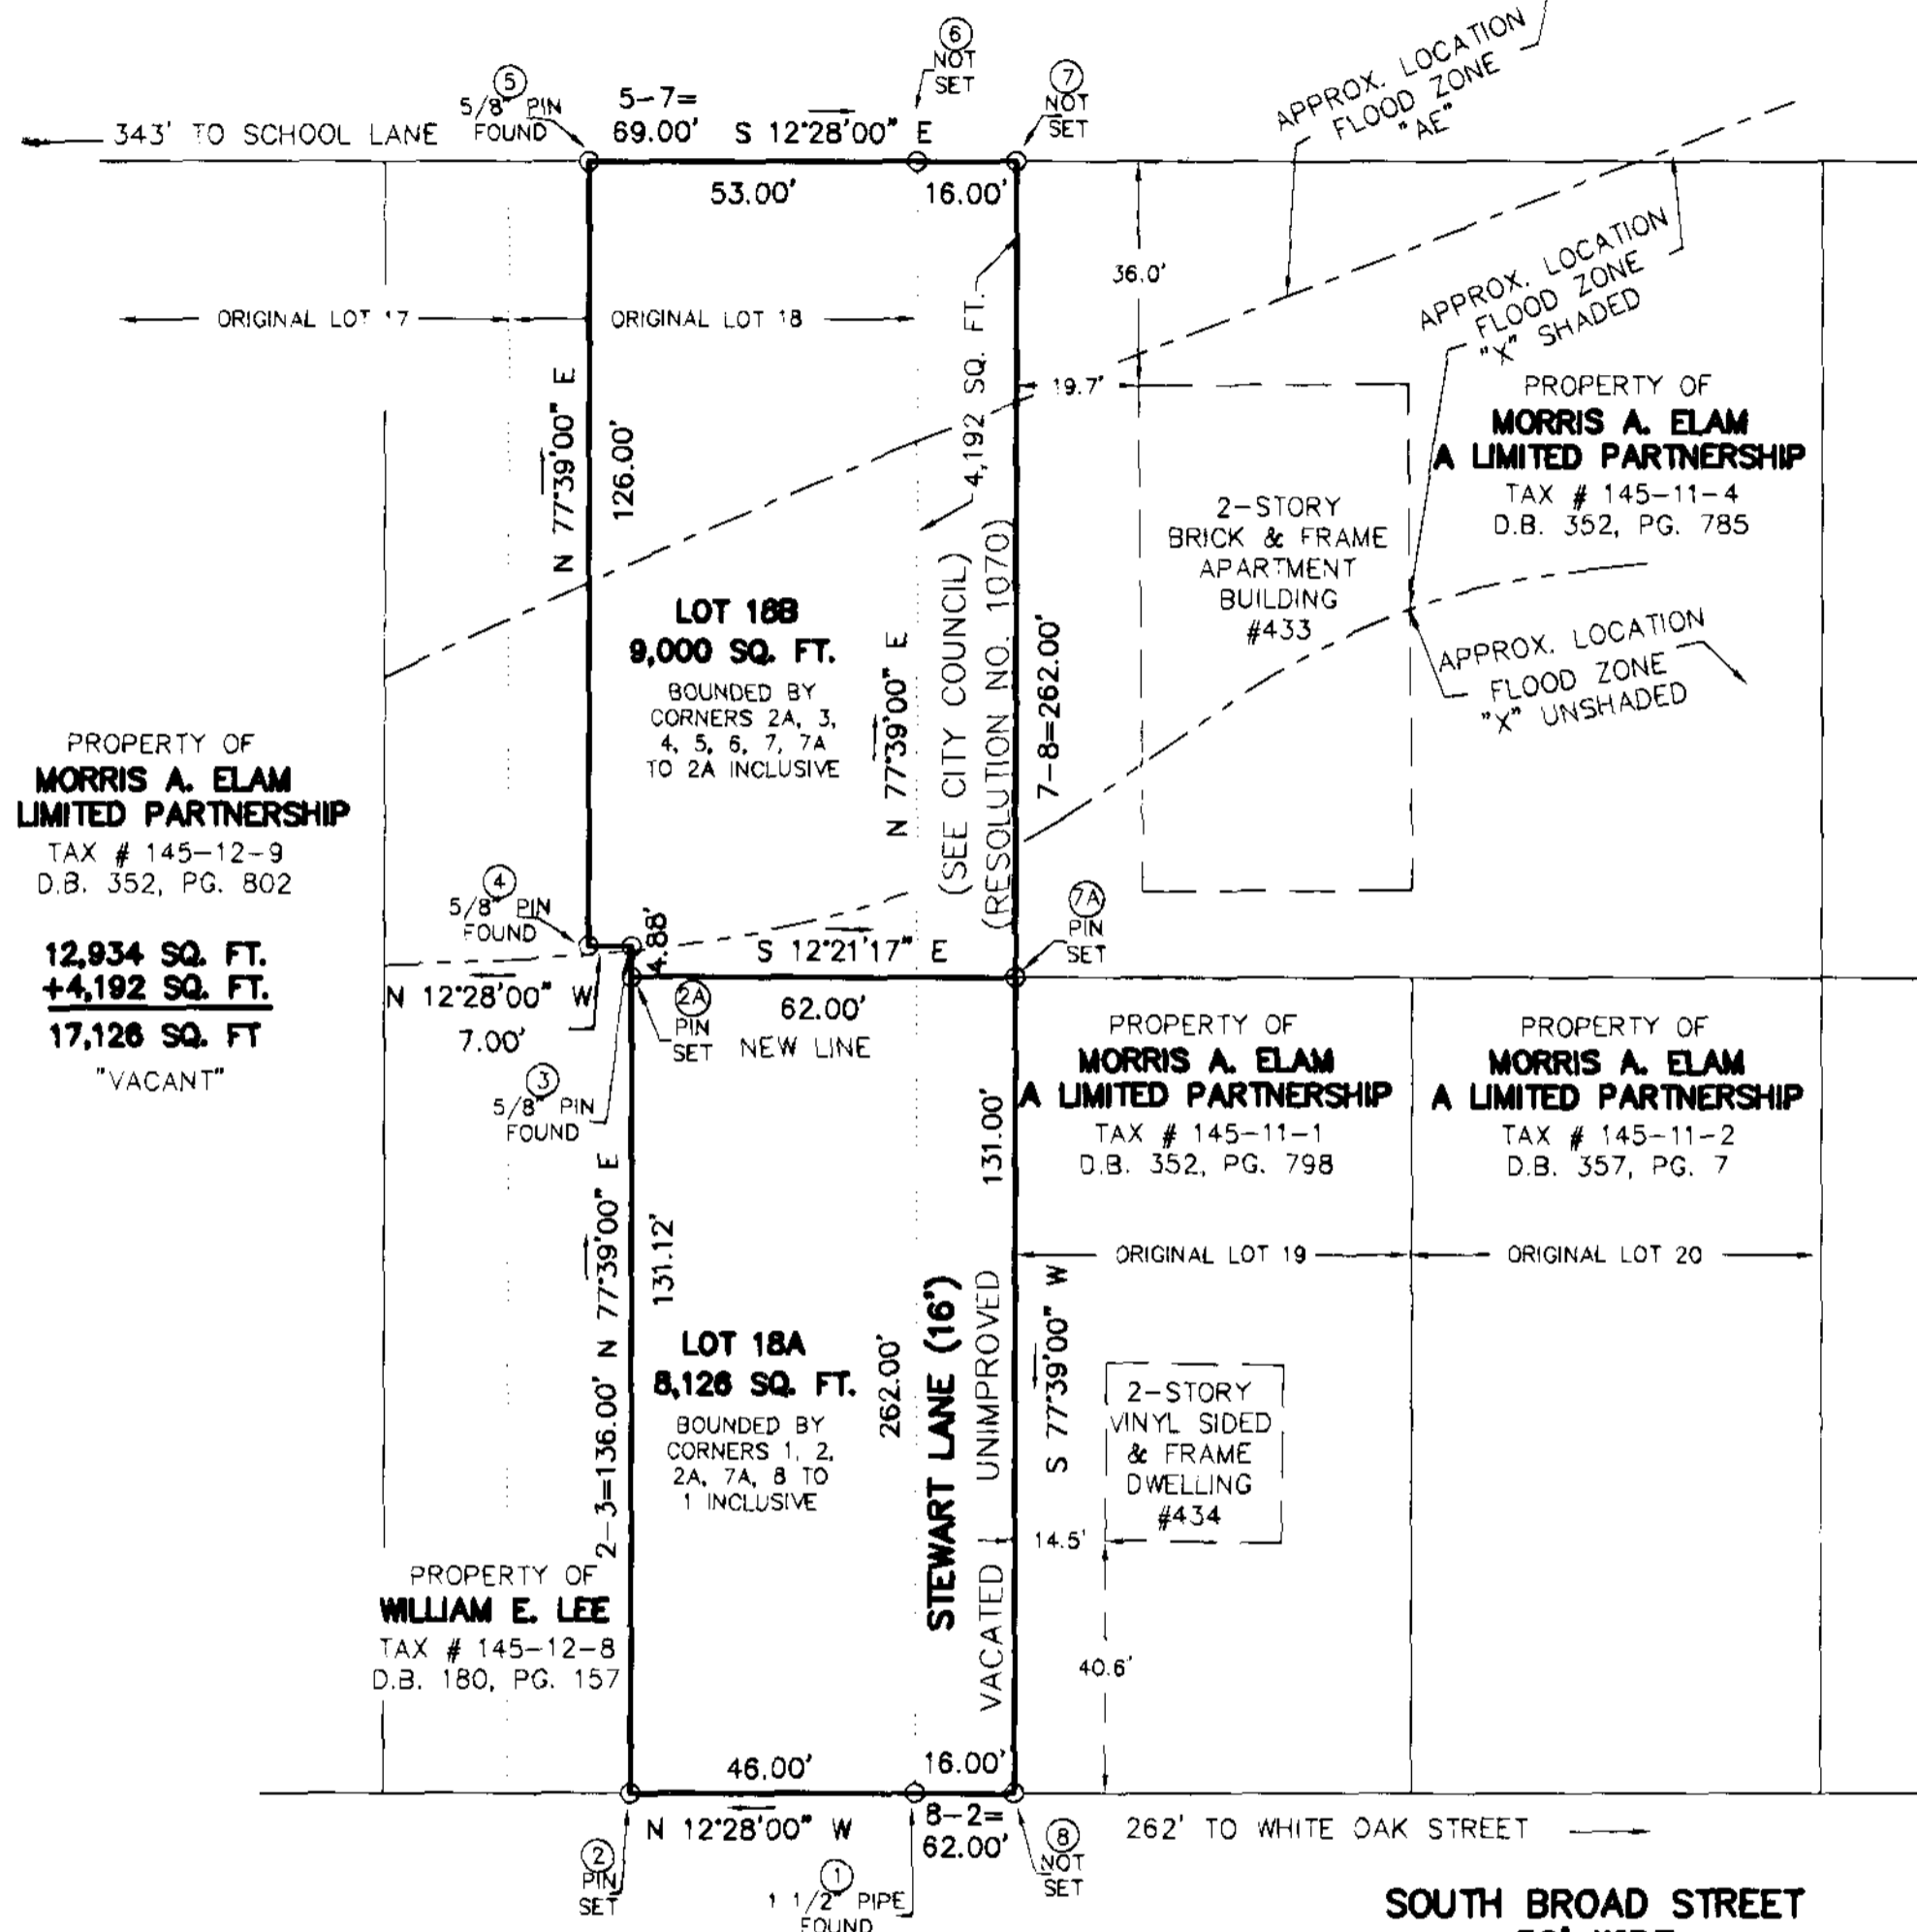 APPROX. LOCATION
FLOOD ZONE
"AE"
6
NOT
SET
7
NOT
SET
5
5/8" PIN
FOUND
5-7=
69.00'
S 12°28'00" E
343' TO SCHOOL LANE
53.00'
16.00'
36.0'
APPROX. LOCATION
FLOOD ZONE
"X" SHADED
ORIGINAL LOT 17
ORIGINAL LOT 18
4,192 SQ. FT.
19.7'
N 77°39'00" E
126.00'
PROPERTY OF
MORRIS A. ELAM
A LIMITED PARTNERSHIP
TAX # 145-11-4
D.B. 352, PG. 785
2-STORY
BRICK & FRAME
APARTMENT
BUILDING
#433
LOT 18B
9,000 SQ. FT.
BOUNDED BY
CORNERS 2A, 3,
4, 5, 6, 7, 7A
TO 2A INCLUSIVE
N 77°39'00" E
(SEE CITY COUNCIL)
(RESOLUTION NO. 1070)
7-8=262.00'
APPROX. LOCATION
FLOOD ZONE
"X" UNSHADED
PROPERTY OF
MORRIS A. ELAM
LIMITED PARTNERSHIP
TAX # 145-12-9
D.B. 352, PG. 802
12,934 SQ. FT.
+4,192 SQ. FT.
17,126 SQ. FT
"VACANT"
4
5/8" PIN
FOUND
4.88'
S 12°21'17" E
7A
PIN
SET
N 12°28'00" W
7.00'
2A
PIN
SET
62.00'
NEW LINE
3
5/8" PIN
FOUND
PROPERTY OF
MORRIS A. ELAM
A LIMITED PARTNERSHIP
TAX # 145-11-1
D.B. 352, PG. 798
PROPERTY OF
MORRIS A. ELAM
A LIMITED PARTNERSHIP
TAX # 145-11-2
D.B. 357, PG. 7
131.00'
2-3=136.00' N 77°39'00" E
131.12'
ORIGINAL LOT 19
ORIGINAL LOT 20
LOT 18A
8,126 SQ. FT.
BOUNDED BY
CORNERS 1, 2,
2A, 7A, 8 TO
1 INCLUSIVE
262.00'
STEWART LANE (16')
VACATED UNIMPROVED
S 77°39'00" W
2-STORY
VINYL SIDED
& FRAME
DWELLING
#434
14.5'
40.6'
PROPERTY OF
WILLIAM E. LEE
TAX # 145-12-8
D.B. 180, PG. 157
46.00'
16.00'
N 12°28'00" W
8-2=
62.00'
262' TO WHITE OAK STREET
2
PIN
SET
1
1 1/2" PIPE
FOUND
8
NOT
SET
SOUTH BROAD STREET